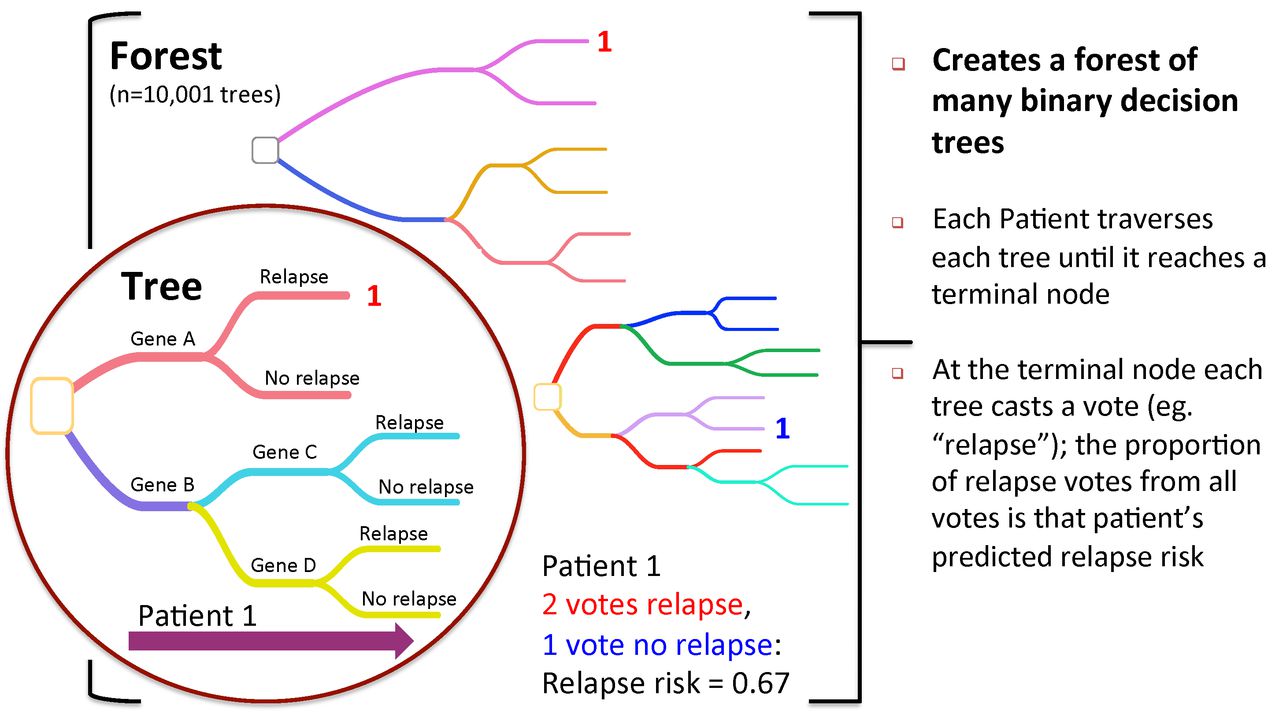 Forest
(n=10,001 trees)
1
Tree
Relapse
1
Gene A
No relapse
Relapse
Gene C
Gene B
No relapse
Relapse
Gene D
No relapse
Patient 1
1
Patient 1
2 votes relapse,
1 vote no relapse:
Relapse risk = 0.67
Creates a forest of
many binary decision
trees
Each Patient traverses
each tree until it reaches a
terminal node
At the terminal node each
tree casts a vote (eg.
“relapse”); the proportion
of relapse votes from all
votes is that patient’s
predicted relapse risk